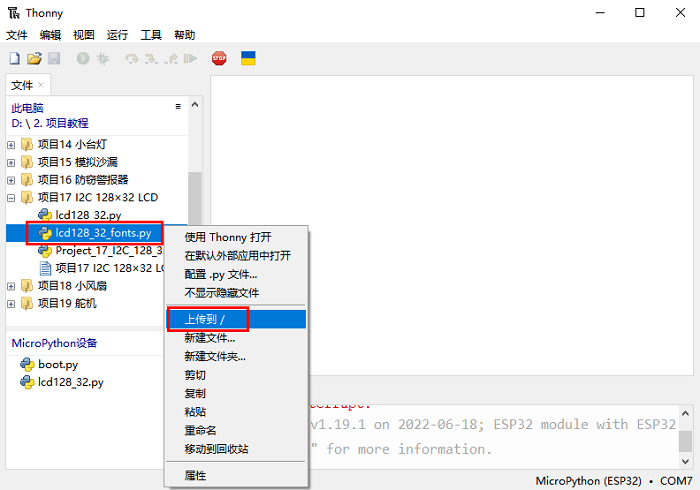 Thonny
文件 编辑 视图 运行 工具 帮助
STOP
文件
此电脑
D: \ 2. 项目教程
项目14 小台灯
项目15 模拟沙漏
项目16 防窃警报器
项目17 I2C 128×32 LCD
lcd128_32.py
lcd128_32_fonts.py
Project_17_I2C_128_3
项目17 I2C 128×32 LC
项目18 小风扇
项目19 舵机
使用 Thonny 打开
在默认外部应用中打开
配置 .py 文件...
不显示隐藏文件
上传到 /
新建文件...
新建文件夹...
剪切
复制
粘贴
重命名
移动到回收站
属性
MicroPython设备
boot.py
lcd128_32.py
v1.19.1 on 2022-06-18; ESP32 module with ESP32
" for more information.
MicroPython (ESP32) • COM7